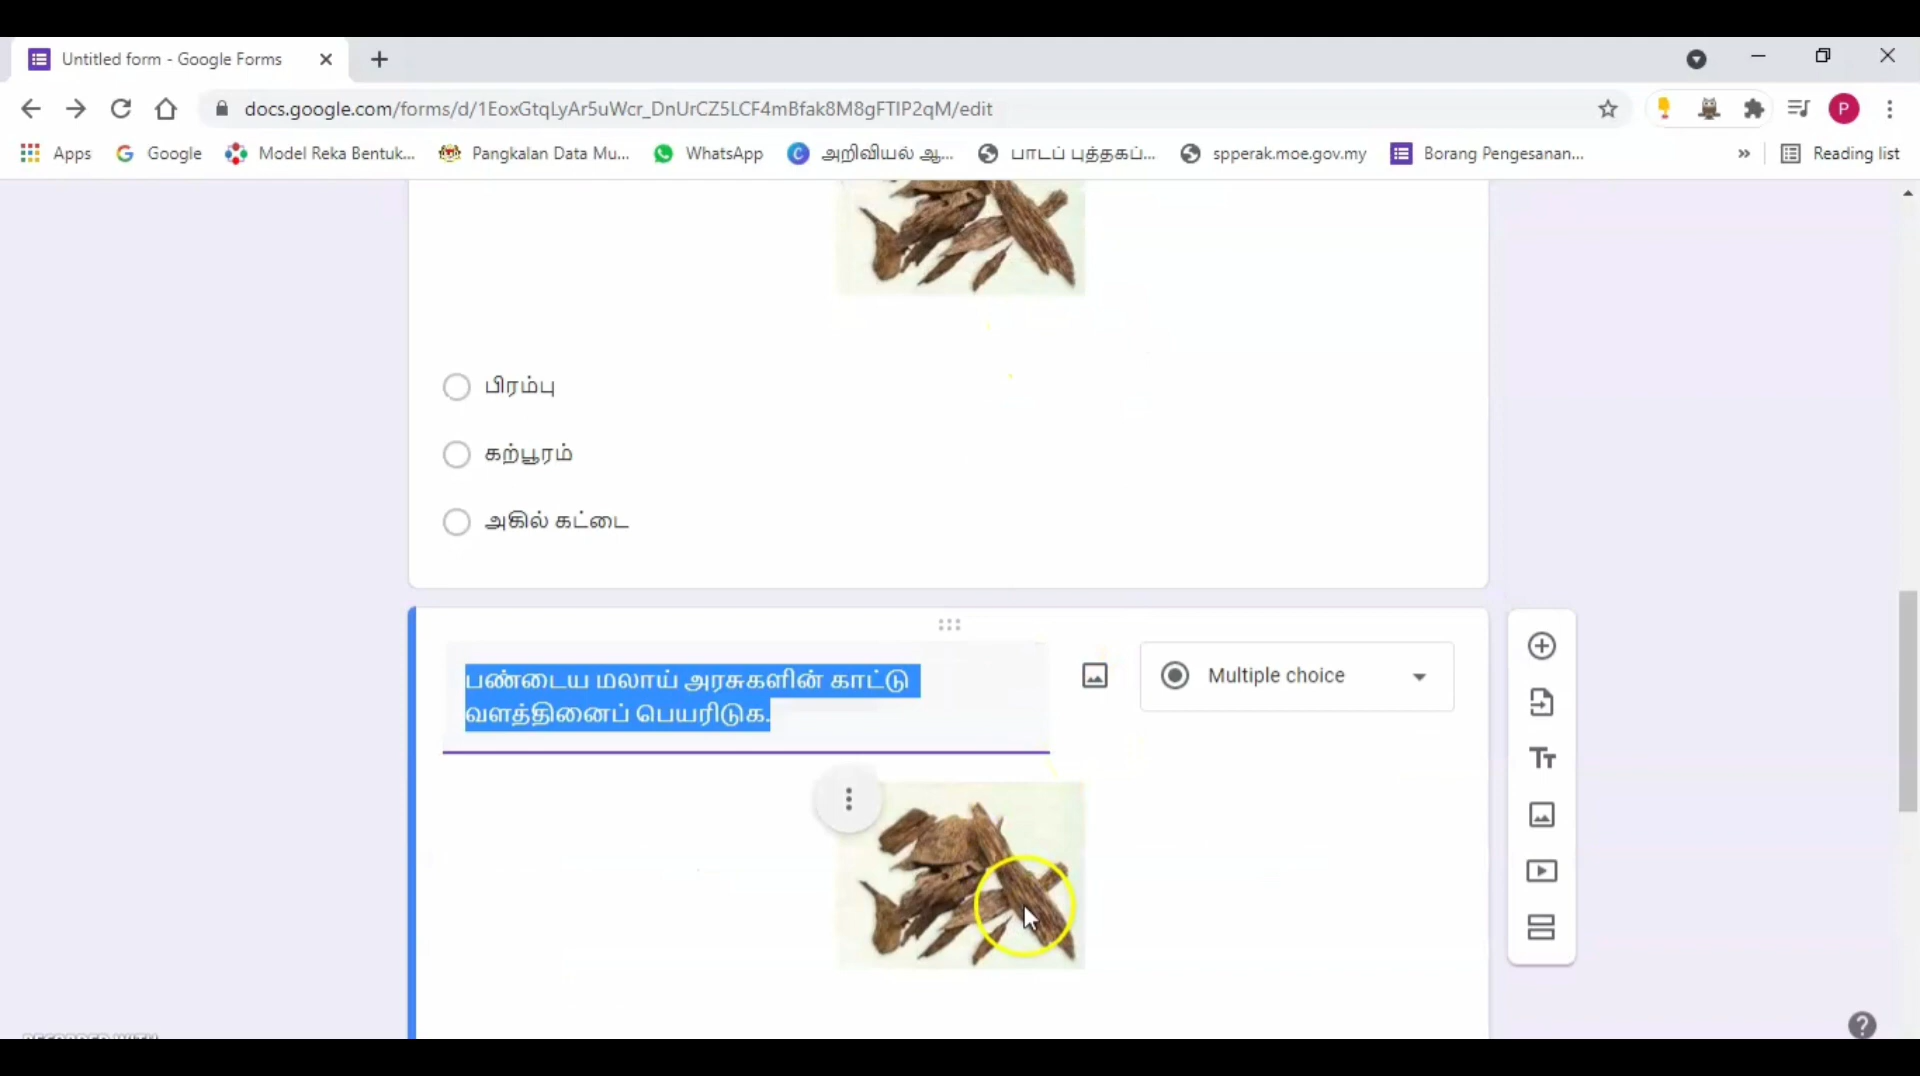 Untitled form - Google Forms
docs.google.com/forms/d/1EoxGtqLyAr5uWcr_DnUrCZ5LCF4mBfak8M8gFTIP2qM/edit
P
Apps
Google
Model Reka Bentuk...
Pangkalan Data Mu...
WhatsApp
C
அறிவியல் ஆ...
பாடப் புத்தகப்...
spperak.moe.gov.my
Borang Pengesanan...
»
Reading list
பிரம்பு
கற்பூரம்
அகில் கட்டை
பண்டைய மலாய் அரசுகளின் காட்டு
வளத்தினைப் பெயரிடுக.
Multiple choice
Tт
?